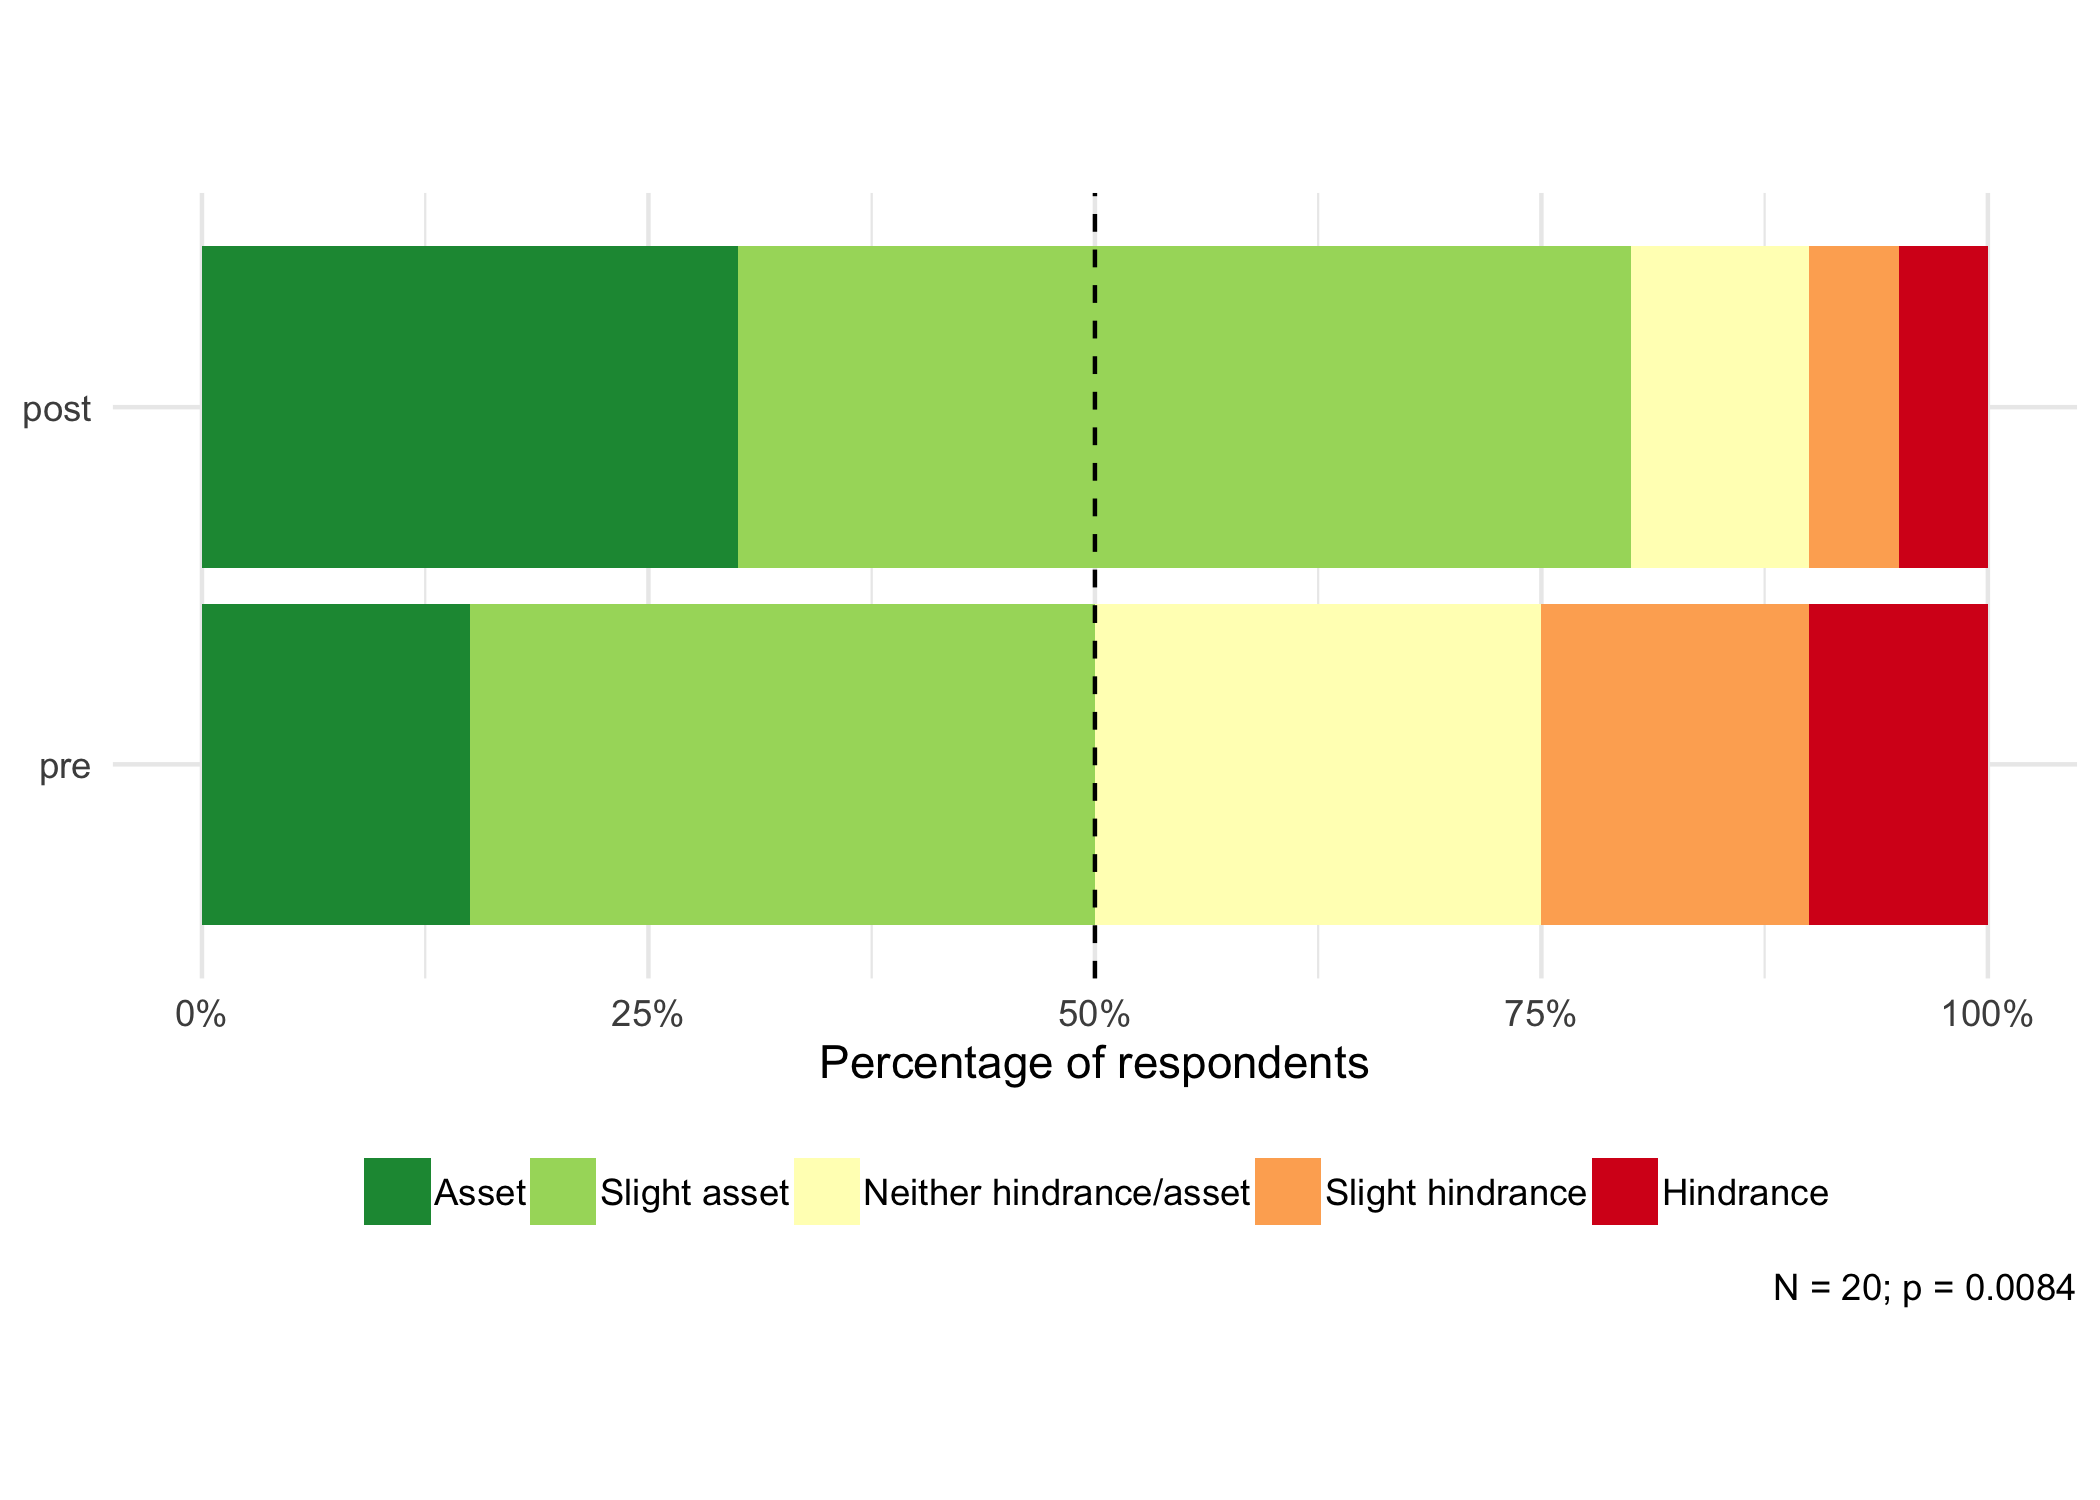 post
pre
0% 25% 50% 75% 100%
Percentage of respondents
Asset Slight asset Neither hindrance/asset Slight hindrance Hindrance
N = 20; p = 0.0084